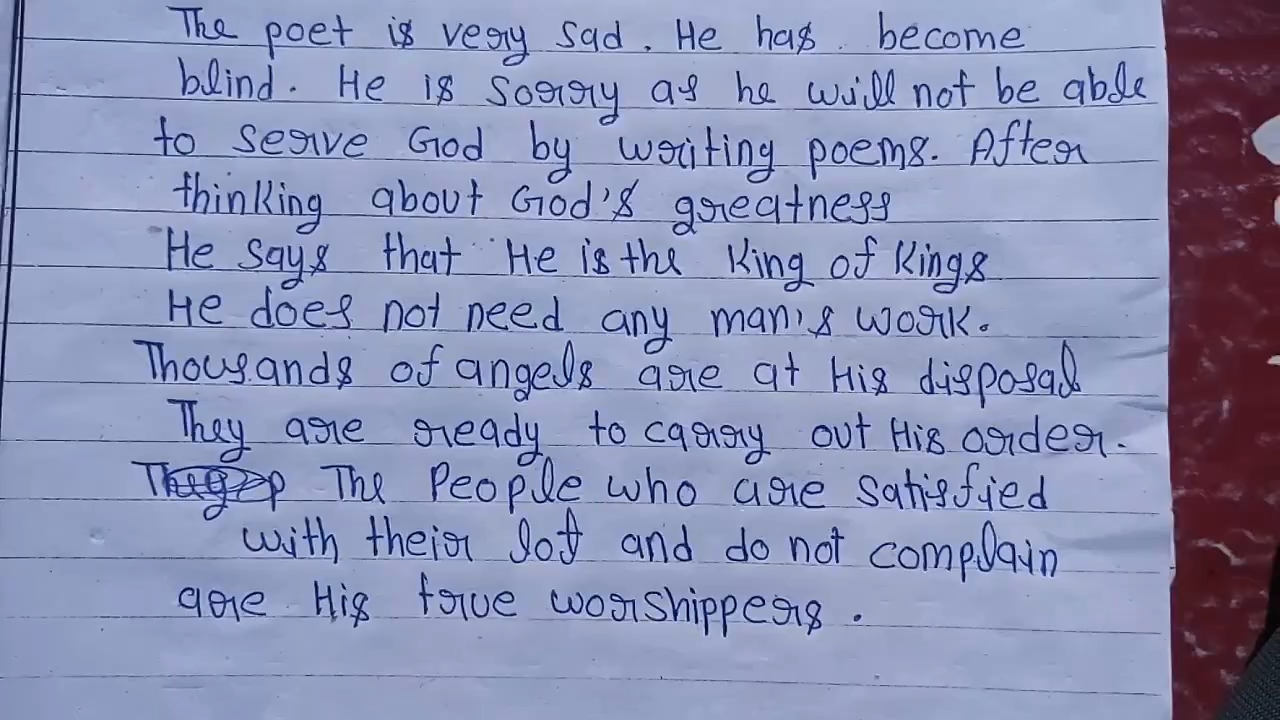 The poet is very sad. He has become
blind. He is sorry as he will not be able
to serve God by writing poems. After
thinking about God's greatness
He says that He is the King of Kings
He does not need any man's work.
Thousands of angels are at His disposal
They are ready to carry out His order.
The People who are satisfied
with their lot and do not complain
are His true worshippers.